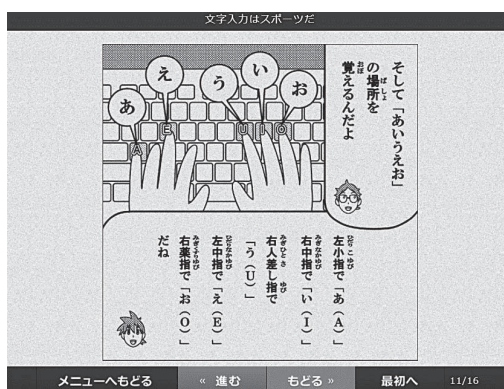 文字入力はスポーツだ
そして「あいうえお」
の場所を
覚えるんだよ
あ
え
う
い
お
A
E
U
I
O
左小指で「あ（A）」
右中指で「い（I）」
右人差し指で
「う（U）」
左中指で「え（E）」
右薬指で「お（O）」
だね
メニューへもどる
« 進む
もどる »
最初へ
11/16